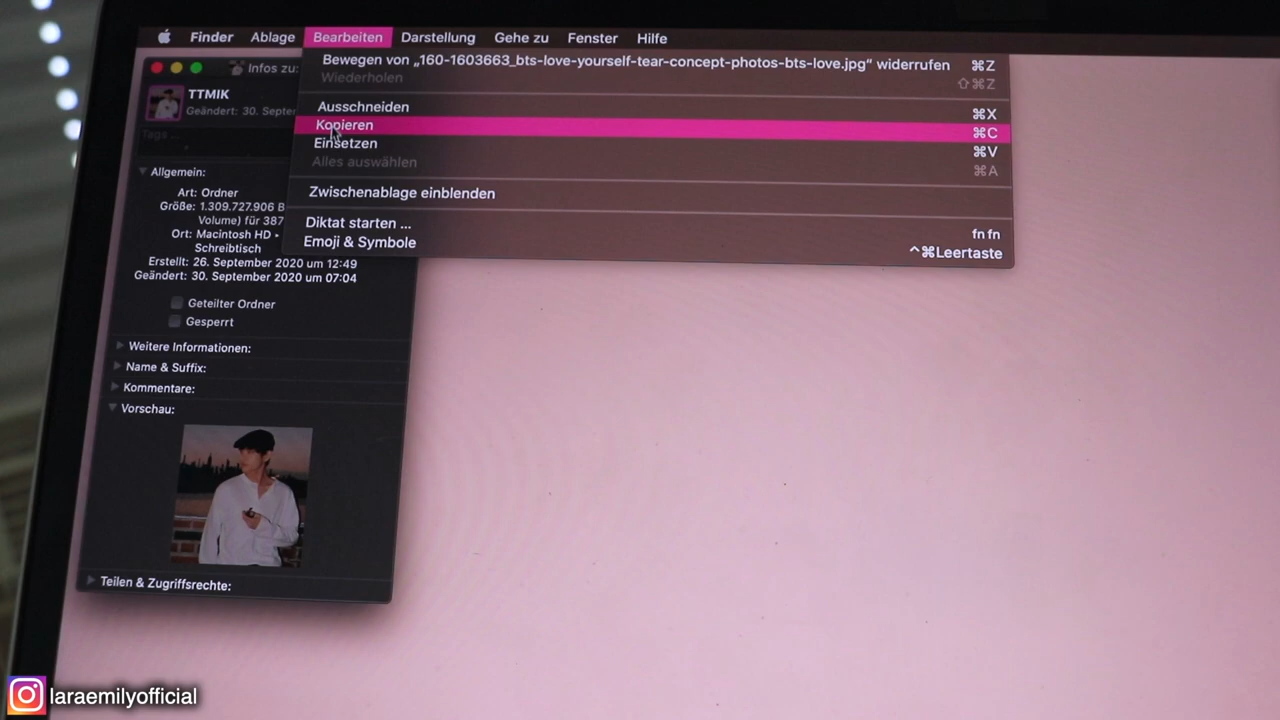 Finder Ablage Bearbeiten Darstellung Gehe zu Fenster Hilfe
Bewegen von „160-1603663_bts-love-yourself-tear-concept-photos-bts-love.jpg“ widerrufen ⌘Z
Wiederholen ⇧⌘Z
Ausschneiden ⌘X
Kopieren ⌘C
Einsetzen ⌘V
Alles auswählen ⌘A
Zwischenablage einblenden
Diktat starten ... fn fn
Emoji & Symbole ^⌘Leertaste
Infos zu:
TTMIK
Geändert: 30. Septe
Tags ...
Allgemein:
Art: Ordner
Größe: 1.309.727.906 B
Volume) für 387
Ort: Macintosh HD ▸
Schreibtisch
Erstellt: 26. September 2020 um 12:49
Geändert: 30. September 2020 um 07:04
Geteilter Ordner
Gesperrt
Weitere Informationen:
Name & Suffix:
Kommentare:
Vorschau:
Teilen & Zugriffsrechte:
laraemilyofficial